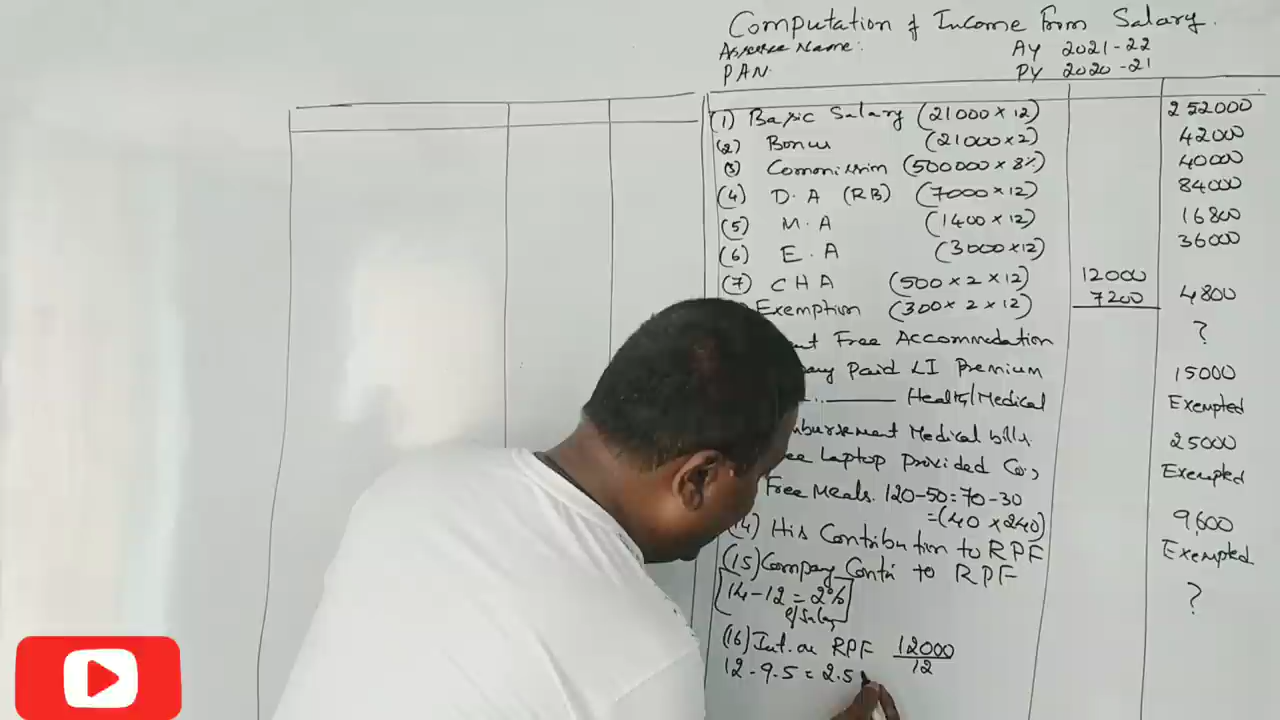 Computation of Income From Salary.
Assessee Name:
AY 2021-22
PAN.
PY 2020-21
(1) Basic Salary (21000×12) 252000
(2) Bonus (21000×2) 42000
(3) Commission (500000×8%) 40000
(4) D.A (RB) (7000×12) 84000
(5) M.A (1400×12) 16800
(6) E.A (3000×12) 36000
(7) CHA (500×2×12) 12000
Exemption (300×2×12) 7200 4800
Free Accommodation ?
Paid LI Premium 15000
Health/Medical Exempted
Medical bills. 25000
Laptop Provided Co., Exempted
Free Meals. 120-50=70-30
=(40×240) 9,600
(14) His Contribution to RPF Exempted
(15) Company Contri to RPF
[14-12=2% ?
of Salary]
(16) Int. on RPF 12000
12
12-9.5=2.5